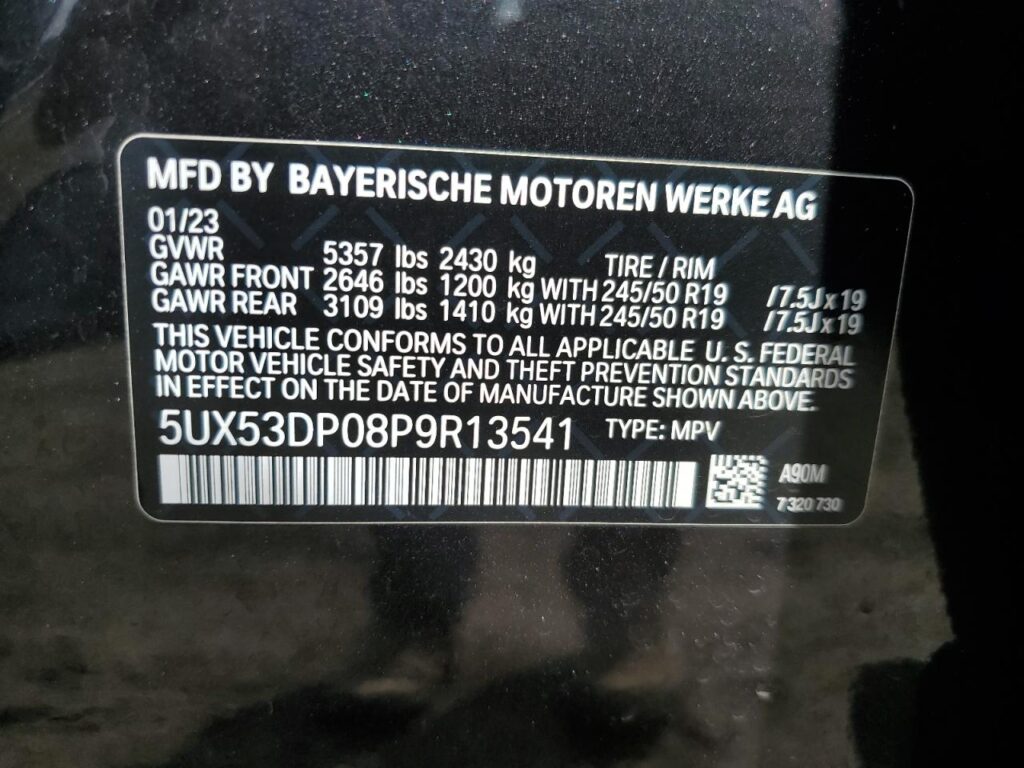 MFD BY BAYERISCHE MOTOREN WERKE AG
01/23
GVWR 5357 lbs 2430 kg TIRE / RIM
GAWR FRONT 2646 lbs 1200 kg WITH 245/50 R19 / 7.5J x 19
GAWR REAR 3109 lbs 1410 kg WITH 245/50 R19 / 7.5J x 19
THIS VEHICLE CONFORMS TO ALL APPLICABLE U. S. FEDERAL
MOTOR VEHICLE SAFETY AND THEFT PREVENTION STANDARDS
IN EFFECT ON THE DATE OF MANUFACTURE SHOWN ABOVE.
5UX53DP08P9R13541 TYPE: MPV
A90M
7 320 730